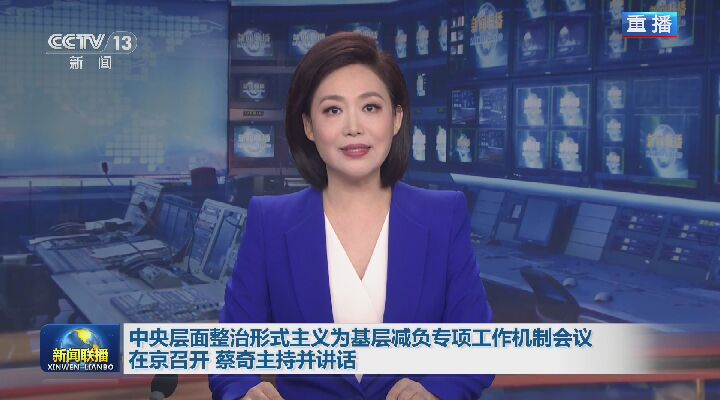 CCTV 13
新闻
重播
中央层面整治形式主义为基层减负专项工作机制会议
在京召开 蔡奇主持并讲话
新闻联播
XINWEN-LIANBO